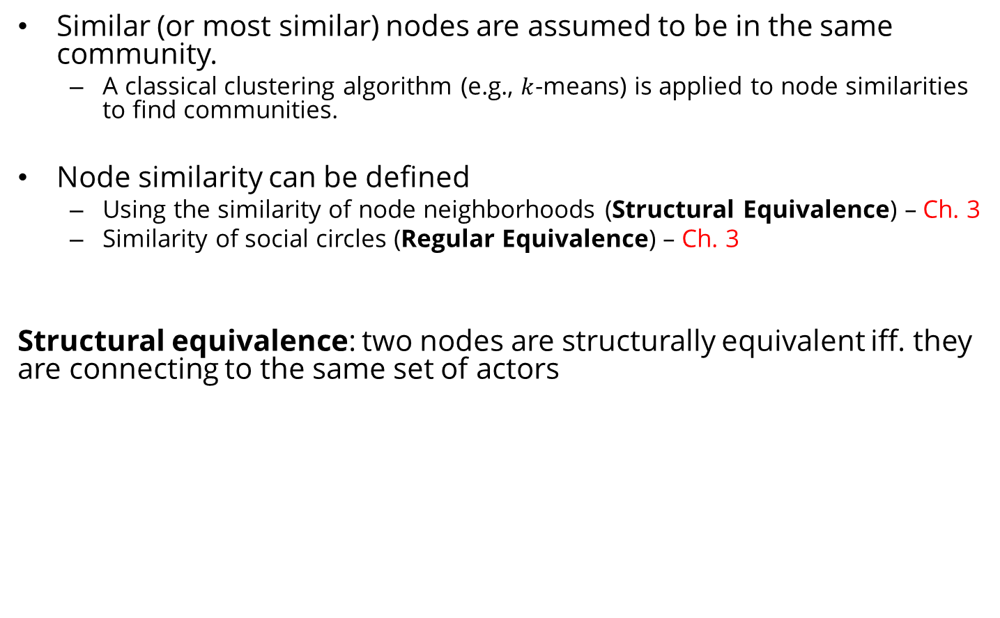 • Similar (or most similar) nodes are assumed to be in the same
community.
– A classical clustering algorithm (e.g., k-means) is applied to node similarities
to find communities.
• Node similarity can be defined
– Using the similarity of node neighborhoods (Structural Equivalence) – Ch. 3
– Similarity of social circles (Regular Equivalence) – Ch. 3
Structural equivalence: two nodes are structurally equivalent iff. they
are connecting to the same set of actors